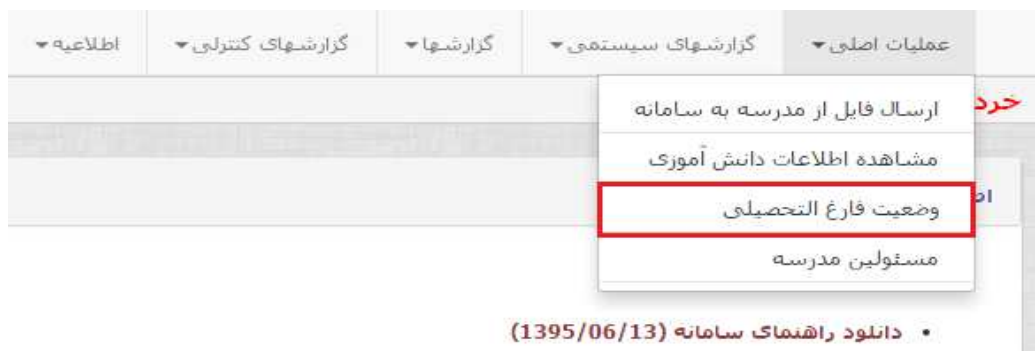 عملیات اصلی گزارشهای سیستمی گزارشها گزارشهای کنترلی اطلاعیه
خرد
ارسال فایل از مدرسه به سامانه
مشاهده اطلاعات دانش آموزی
وضعیت فارغ التحصیلی
مسئولین مدرسه
• دانلود راهنمای سامانه (1395/06/13)